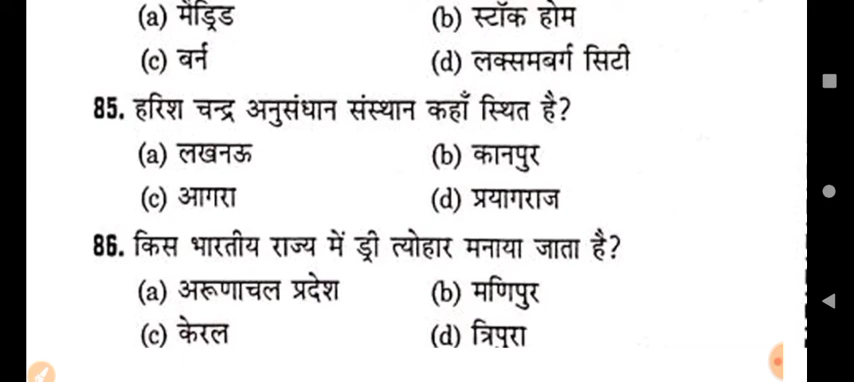 (a) मैड्रिड (b) स्टॉक होम
(c) बर्न (d) लक्समबर्ग सिटी
85. हरिश चन्द्र अनुसंधान संस्थान कहाँ स्थित है?
(a) लखनऊ (b) कानपुर
(c) आगरा (d) प्रयागराज
86. किस भारतीय राज्य में ड्री त्योहार मनाया जाता है?
(a) अरूणाचल प्रदेश (b) मणिपुर
(c) केरल (d) त्रिपुरा